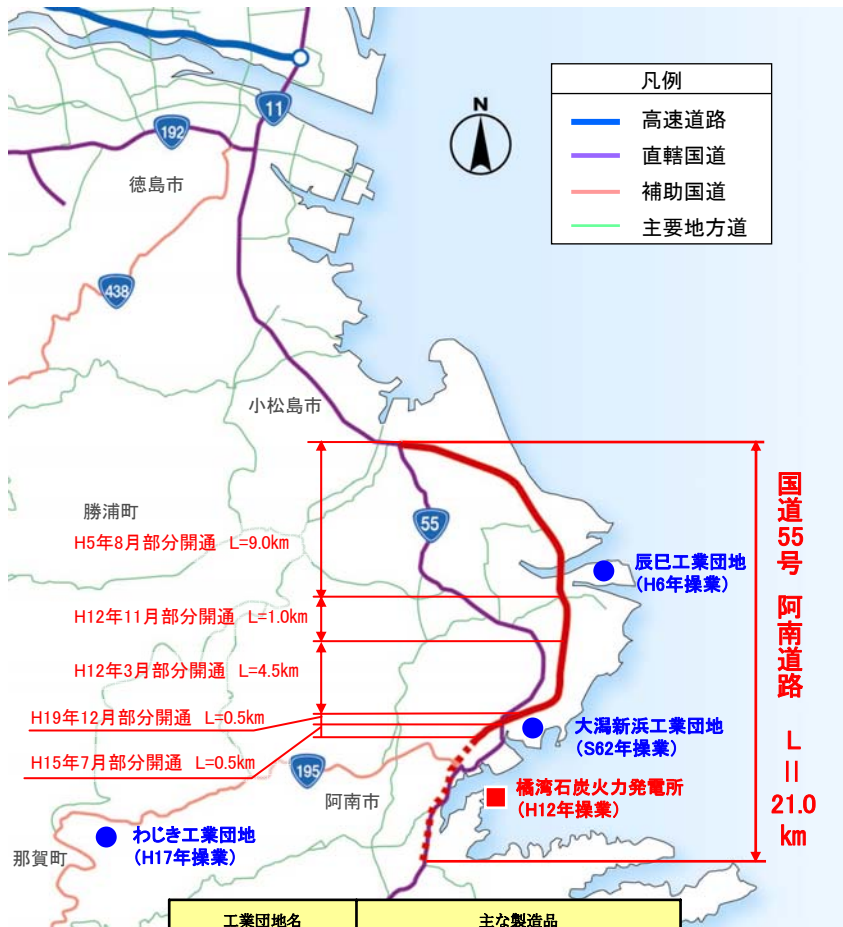 11
192
徳島市
N
凡例
高速道路
直轄国道
補助国道
主要地方道
438
小松島市
勝浦町
H5年8月部分開通 L=9.0km
55
辰巳工業団地
(H6年操業)
H12年11月部分開通 L=1.0km
H12年3月部分開通 L=4.5km
H19年12月部分開通 L=0.5km
H15年7月部分開通 L=0.5km
大潟新浜工業団地
(S62年操業)
195
阿南市
橘湾石炭火力発電所
(H12年操業)
わじき工業団地
(H17年操業)
那賀町
国道55号 阿南道路 L=21.0km
工業団地名
主な製造品